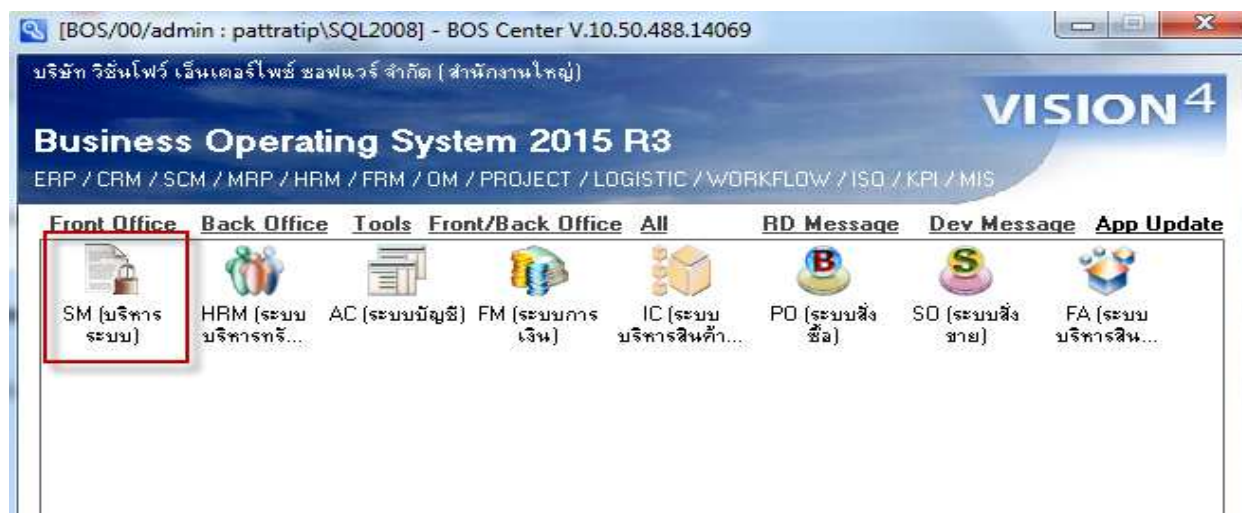 [BOS/00/admin : pattratip\SQL2008] - BOS Center V.10.50.488.14069
บริษัท วิชั่นโฟว์ เอ็นเตอร์ไพซ์ ซอฟแวร์ จำกัด ( สำนักงานใหญ่)
VISION4
Business Operating System 2015 R3
ERP / CRM / SCM / MRP / HRM / FRM / OM / PROJECT / LOGISTIC / WORKFLOW / ISO / KPI / MIS
Front Office Back Office Tools Front/Back Office All RD Message Dev Message App Update
SM (บริหารระบบ) HRM (ระบบบริหารทรั... AC (ระบบบัญชี) FM (ระบบการเงิน) IC (ระบบบริหารสินค้า... PO (ระบบสั่งซื้อ) SO (ระบบสั่งขาย) FA (ระบบบริหารสิน...